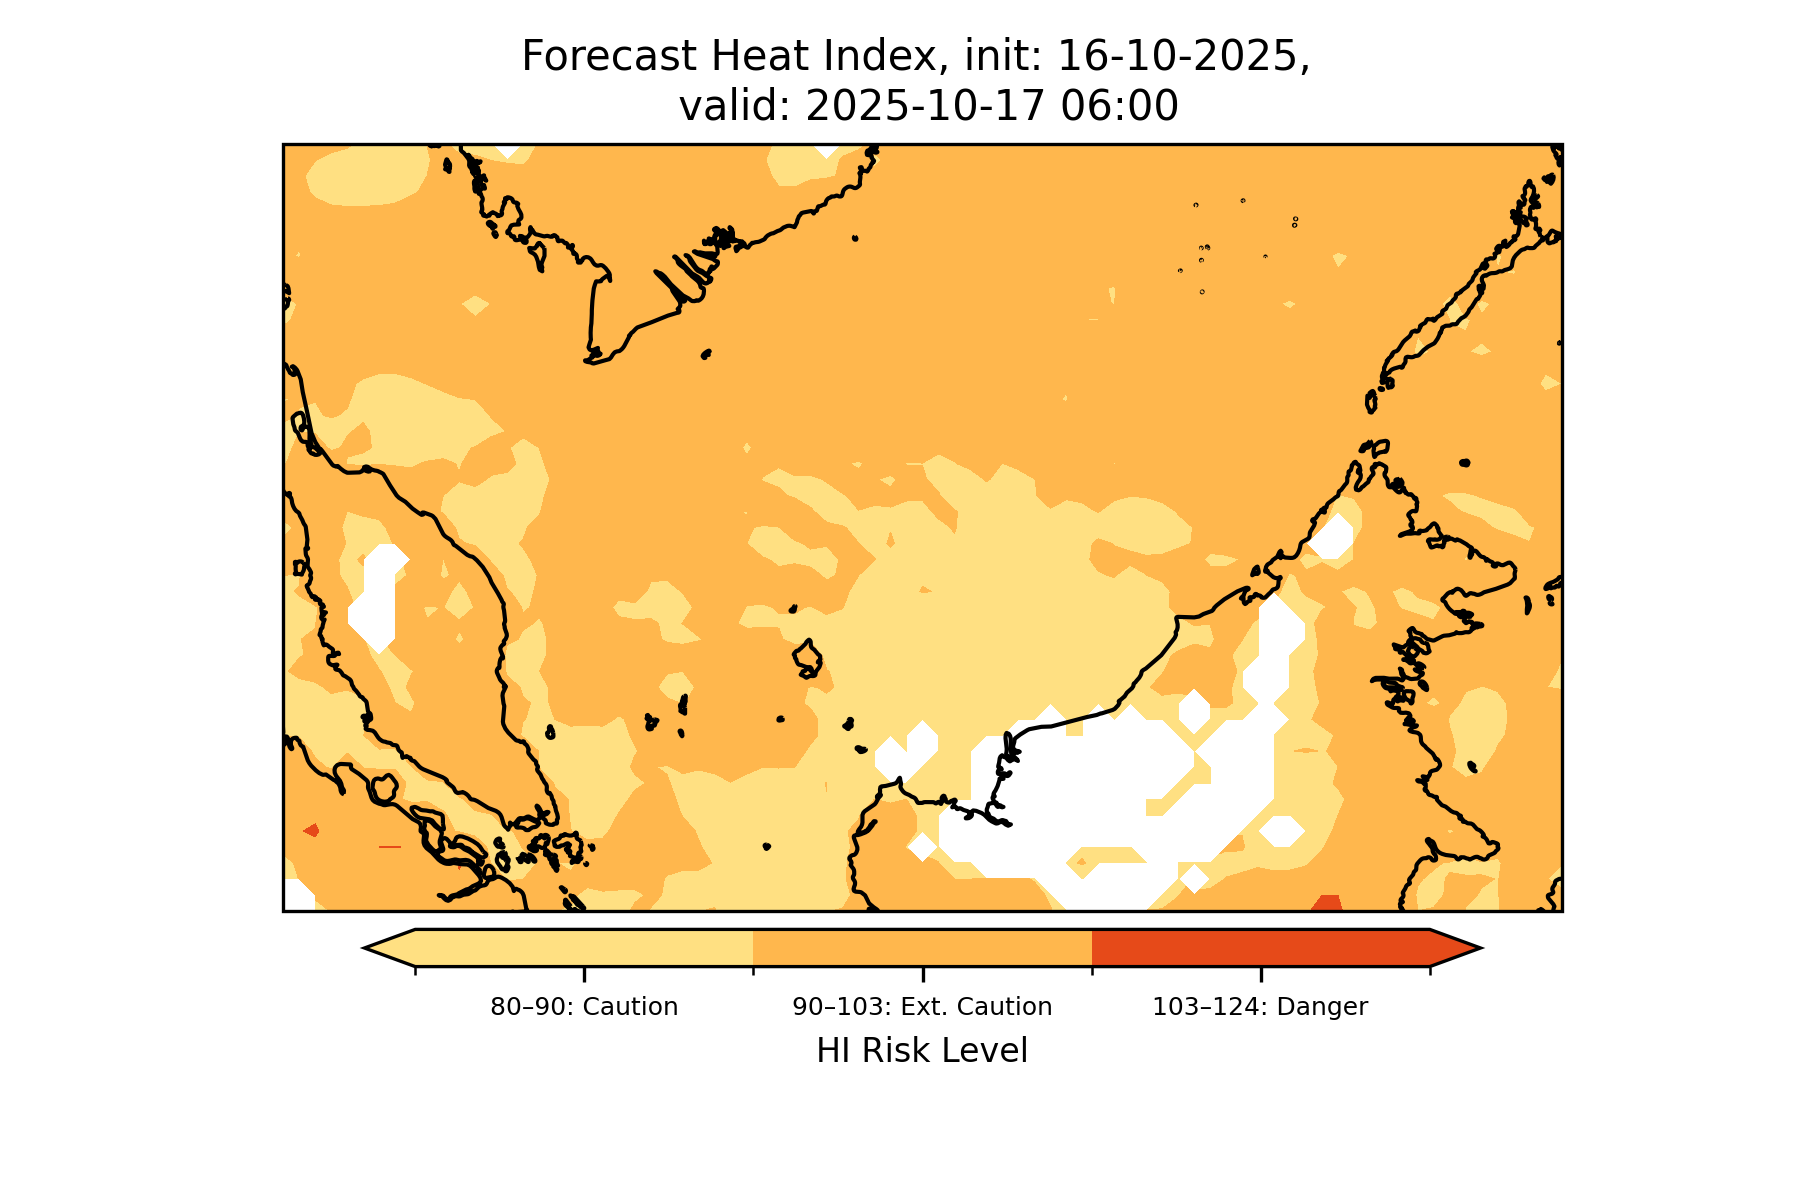 Forecast Heat Index, init: 16-10-2025,
valid: 2025-10-17 06:00
80–90: Caution
90–103: Ext. Caution
103–124: Danger
HI Risk Level